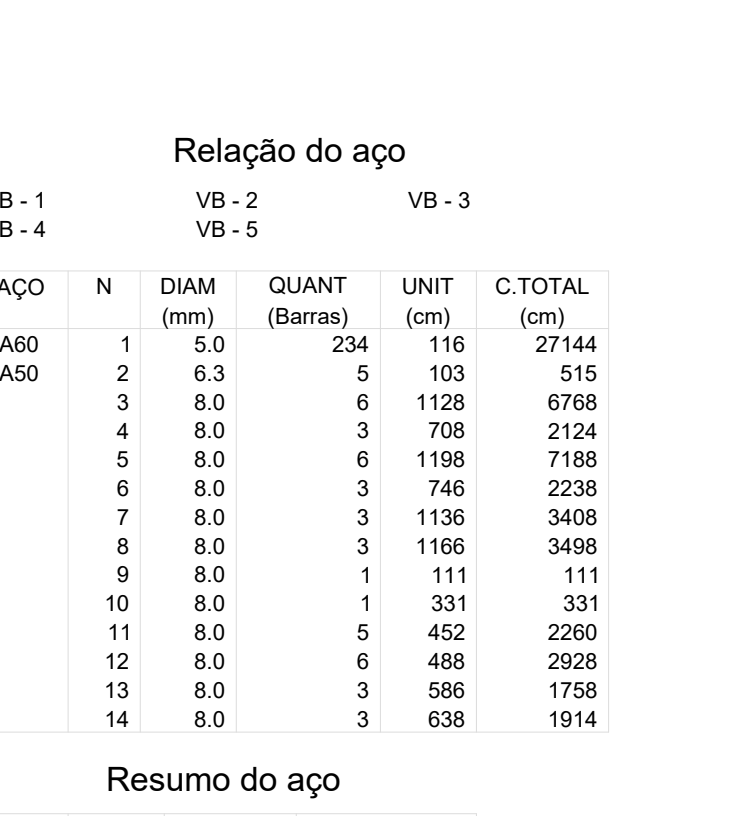 Relação do aço
B - 1 VB - 2 VB - 3
B - 4 VB - 5
AÇO N DIAM QUANT UNIT C.TOTAL
(mm) (Barras) (cm) (cm)
A60 1 5.0 234 116 27144
A50 2 6.3 5 103 515
3 8.0 6 1128 6768
4 8.0 3 708 2124
5 8.0 6 1198 7188
6 8.0 3 746 2238
7 8.0 3 1136 3408
8 8.0 3 1166 3498
9 8.0 1 111 111
10 8.0 1 331 331
11 8.0 5 452 2260
12 8.0 6 488 2928
13 8.0 3 586 1758
14 8.0 3 638 1914
Resumo do aço